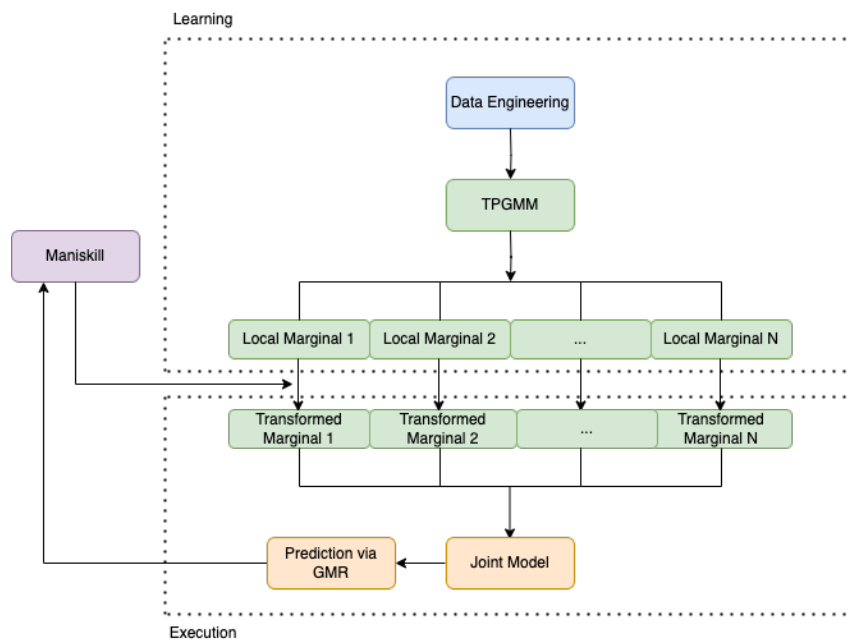 Learning
Data Engineering
TPGMM
Maniskill
Local Marginal 1
Local Marginal 2
...
Local Marginal N
Transformed
Marginal 1
Transformed
Marginal 2
...
Transformed
Marginal N
Prediction via
GMR
Joint Model
Execution